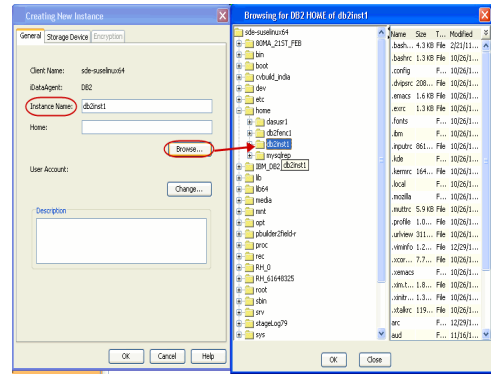 Creating New Instance
General
Storage Device
Encryption
Client Name: sde-suselinux64
iDataAgent: DB2
Instance Name: db2inst1
Home:
Browse...
User Account:
Change...
Description
OK
Cancel
Help
Browsing for DB2 HOME of db2inst1
sde-suselinux64
80MA_21ST_FEB
bin
boot
cvbuild_india
dev
etc
home
dasusr1
db2fenc1
db2inst1
mysqlrep
IBM_DB2
db2inst1
lib
lib64
media
mnt
opt
pbuilder2field-r
proc
rec
RH_0
RH_61648325
root
sbin
srv
stageLog79
sys
Name Size T... Modified
.bash... 4.3 KB File 2/21/11...
.bashrc 1.3 KB File 10/26/1...
.config F... 10/26/1...
.dvipsrc 208... File 10/26/1...
.emacs 1.6 KB File 10/26/1...
.exrc 1.3 KB File 10/26/1...
.fonts F... 10/26/1...
.ibm F... 10/26/1...
.inputrc 861... File 10/26/1...
.kde F... 10/26/1...
.kermrc 164... File 10/26/1...
.local F... 10/26/1...
.mozilla F... 10/26/1...
.muttrc 5.9 KB File 10/26/1...
.profile 1.0... File 10/26/1...
.urlview 311... File 10/26/1...
.viminfo 1.2... File 12/29/1...
.xcor... 7.7... File 10/26/1...
.xemacs F... 10/26/1...
.xim.t... 1.8... File 10/26/1...
.xinitr... 1.3... File 10/26/1...
.xtalkrc 119... File 10/26/1...
arc F... 12/29/1...
aud F... 11/16/1...
OK
Close